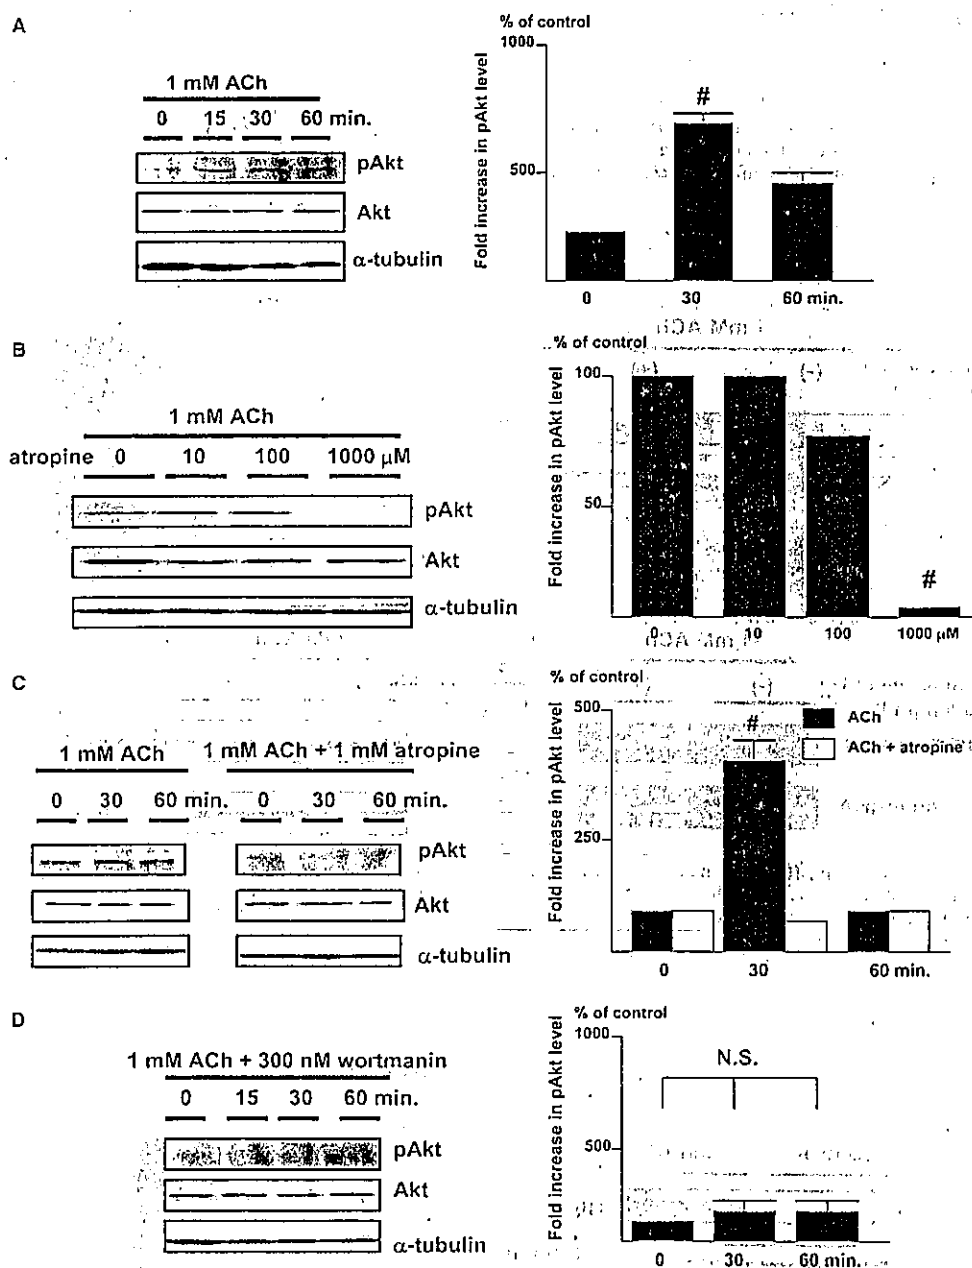 A
1 mM ACh
0 15 30 60 min.
pAkt
Akt
α-tubulin
% of control
Fold increase in pAkt level
1000
500
#
0 30 60 min.
B
1 mM ACh
atropine 0 10 100 1000 µM
pAkt
Akt
α-tubulin
% of control
Fold increase in pAkt level
100
50
#
0 10 100 1000 µM
C
1 mM ACh
0 30 60 min.
1 mM ACh + 1 mM atropine
0 30 60
pAkt
Akt
α-tubulin
% of control
Fold increase in pAkt level
500
250
#
ACh
ACh + atropine
0 30 60 min.
D
1 mM ACh + 300 nM wortmanin
0 15 30 60 min.
pAkt
Akt
α-tubulin
% of control
Fold increase in pAkt level
1000
500
N.S.
0 30 60 min.